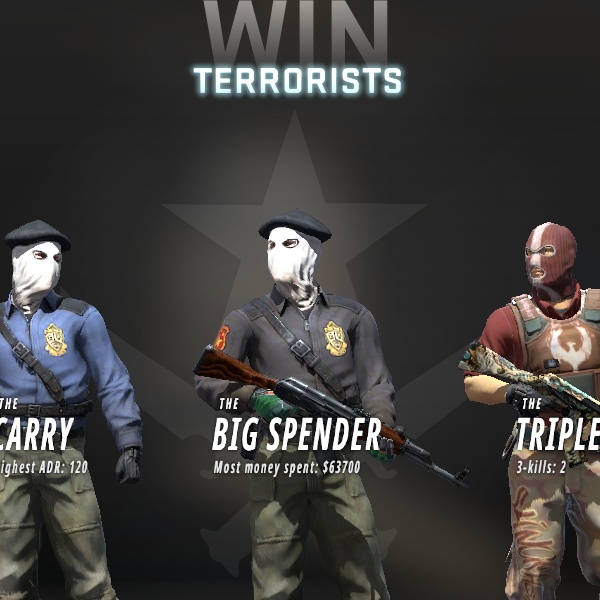 WIN
TERRORISTS
THE
CARRY
ighest ADR: 120
THE
BIG SPENDER
Most money spent: $63700
THE
TRIPLE
3-kills: 2